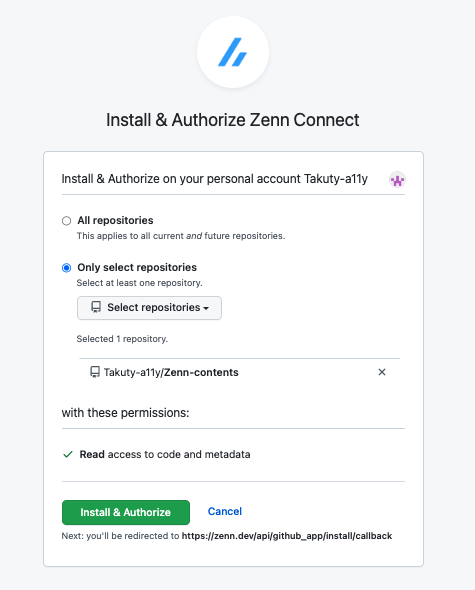 Install & Authorize Zenn Connect
Install & Authorize on your personal account Takuty-a11y
All repositories
This applies to all current and future repositories.
Only select repositories
Select at least one repository.
Select repositories
Selected 1 repository.
Takuty-a11y/Zenn-contents
with these permissions:
Read access to code and metadata
Install & Authorize Cancel
Next: you'll be redirected to https://zenn.dev/api/github_app/install/callback